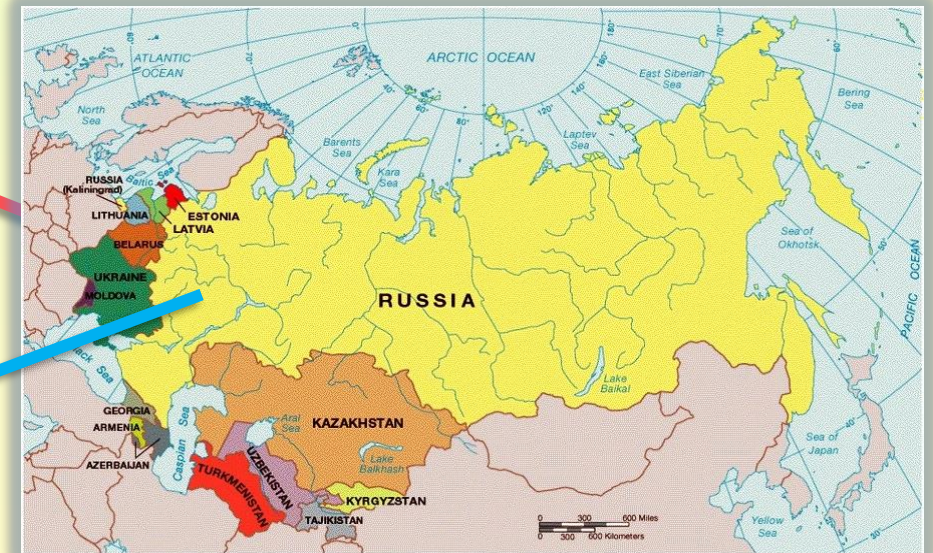 ATLANTIC
OCEAN
ARCTIC OCEAN
East Siberian
Sea
Bering
Sea
North
Sea
Barents
Sea
Kara
Sea
Laptev
Sea
Baltic Sea
RUSSIA
(Kaliningrad)
LITHUANIA
ESTONIA
LATVIA
BELARUS
UKRAINE
MOLDOVA
RUSSIA
Sea of
Okhotsk
PACIFIC OCEAN
Lake
Baikal
Sea
GEORGIA
ARMENIA
AZERBAIJAN
Caspian Sea
Aral
Sea
KAZAKHSTAN
Lake
Balkhash
UZBEKISTAN
TURKMENISTAN
KYRGYZSTAN
TAJIKISTAN
Sea of
Japan
Yellow
Sea
0 300 600 Miles
0 300 600 Kilometers